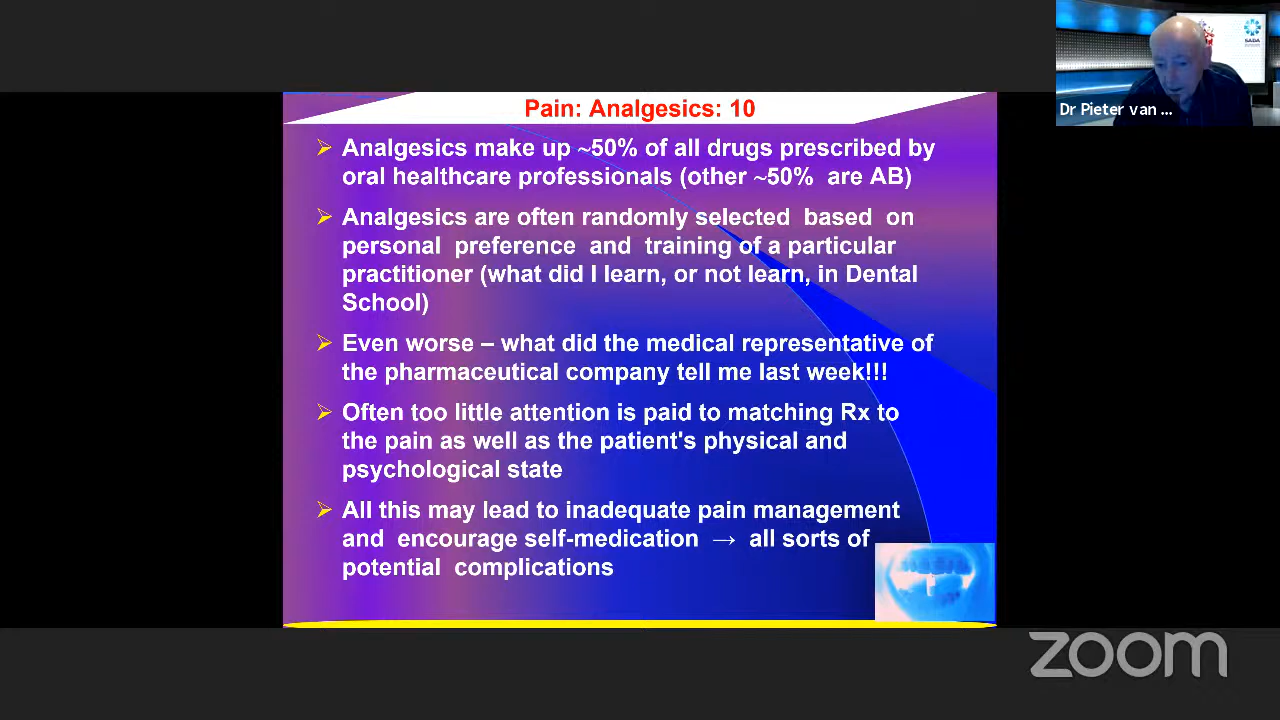 SADA
Dr Pieter van ...
Pain: Analgesics: 10
➢ Analgesics make up ~50% of all drugs prescribed by
oral healthcare professionals (other ~50% are AB)
➢ Analgesics are often randomly selected based on
personal preference and training of a particular
practitioner (what did I learn, or not learn, in Dental
School)
➢ Even worse – what did the medical representative of
the pharmaceutical company tell me last week!!!
➢ Often too little attention is paid to matching Rx to
the pain as well as the patient's physical and
psychological state
➢ All this may lead to inadequate pain management
and encourage self-medication → all sorts of
potential complications
zoom